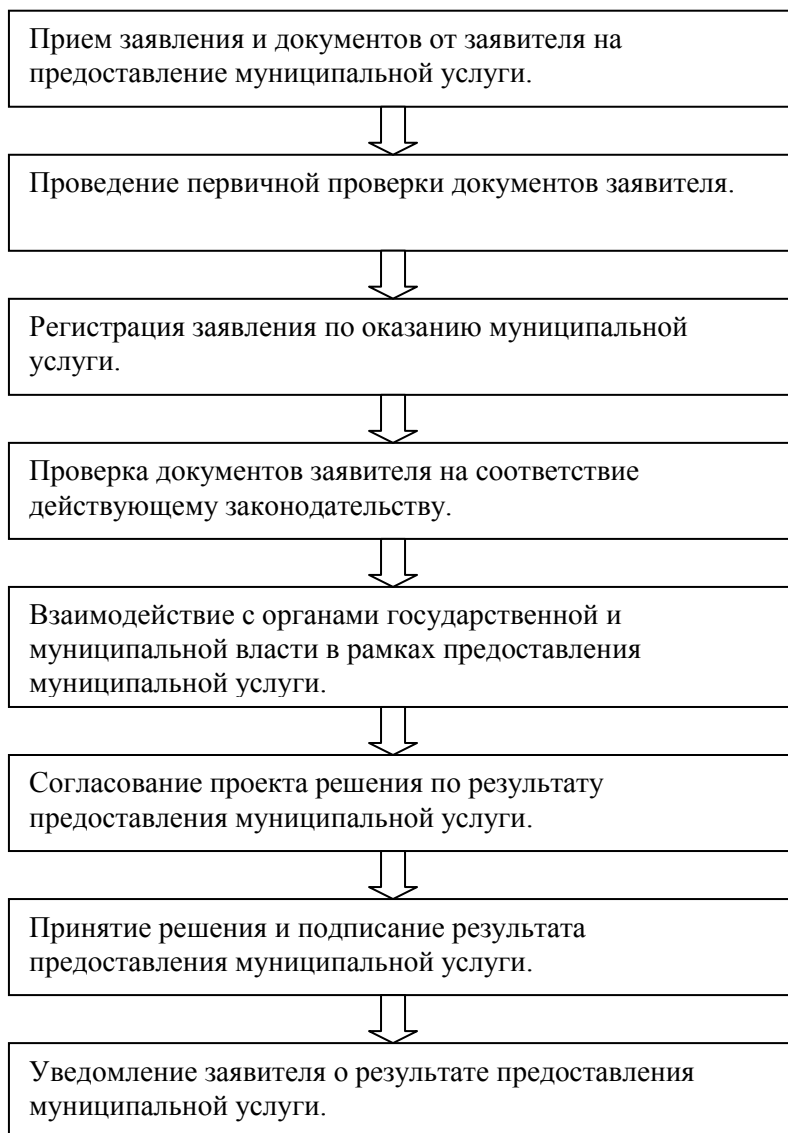 Прием заявления и документов от заявителя на
предоставление муниципальной услуги.
Проведение первичной проверки документов заявителя.
Регистрация заявления по оказанию муниципальной
услуги.
Проверка документов заявителя на соответствие
действующему законодательству.
Взаимодействие с органами государственной и
муниципальной власти в рамках предоставления
муниципальной услуги.
Согласование проекта решения по результату
предоставления муниципальной услуги.
Принятие решения и подписание результата
предоставления муниципальной услуги.
Уведомление заявителя о результате предоставления
муниципальной услуги.